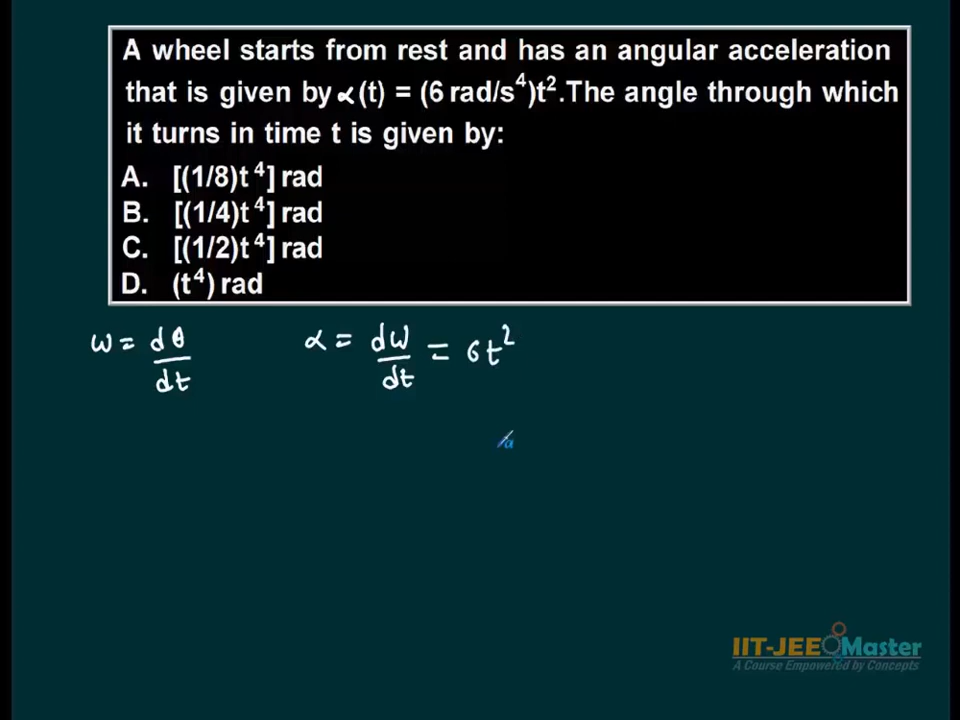 A wheel starts from rest and has an angular acceleration
that is given by α(t) = (6 rad/s⁴)t².The angle through which
it turns in time t is given by:
A. [(1/8)t⁴] rad
B. [(1/4)t⁴] rad
C. [(1/2)t⁴] rad
D. (t⁴) rad
ω = dθ/dt α = dω/dt = 6t²
IIT-JEE Master
A Course Empowered by Concepts